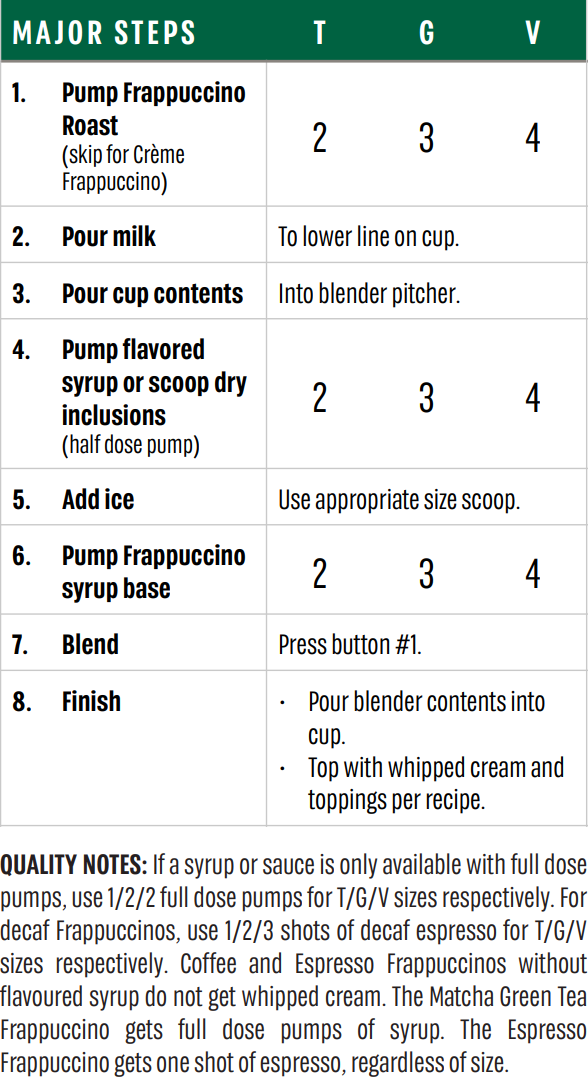 MAJOR STEPS T G V
1. Pump Frappuccino
Roast
(skip for Crème
Frappuccino)
2 3 4
2. Pour milk To lower line on cup.
3. Pour cup contents Into blender pitcher.
4. Pump flavored
syrup or scoop dry
inclusions
(half dose pump)
2 3 4
5. Add ice Use appropriate size scoop.
6. Pump Frappuccino
syrup base
2 3 4
7. Blend Press button #1.
8. Finish
· Pour blender contents into
cup.
· Top with whipped cream and
toppings per recipe.
QUALITY NOTES: If a syrup or sauce is only available with full dose
pumps, use 1/2/2 full dose pumps for T/G/V sizes respectively. For
decaf Frappuccinos, use 1/2/3 shots of decaf espresso for T/G/V
sizes respectively. Coffee and Espresso Frappuccinos without
flavoured syrup do not get whipped cream. The Matcha Green Tea
Frappuccino gets full dose pumps of syrup. The Espresso
Frappuccino gets one shot of espresso, regardless of size.